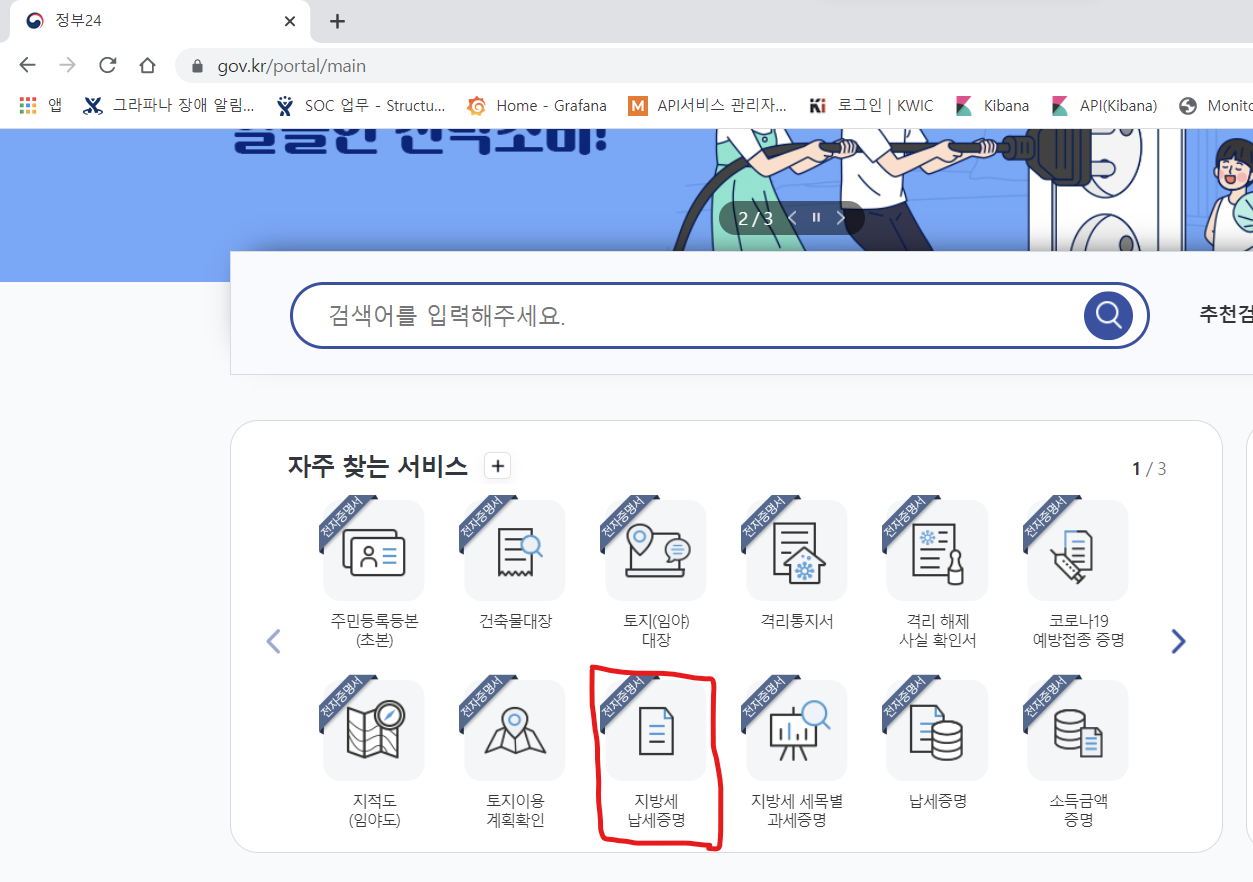 정부24
gov.kr/portal/main
앱
그라파나 장애 알림...
SOC 업무 - Structu...
Home - Grafana
API서비스 관리자...
로그인 | KWIC
Kibana
API(Kibana)
2/3
검색어를 입력해주세요.
자주 찾는 서비스 +
1 / 3
전자증명서
전자증명서
전자증명서
전자증명서
전자증명서
전자증명서
주민등록등본
(초본)
건축물대장
토지(임야)
대장
격리통지서
격리 해제
사실 확인서
코로나19
예방접종 증명
전자증명서
전자증명서
전자증명서
전자증명서
전자증명서
전자증명서
지적도
(임야도)
토지이용
계획확인
지방세
납세증명
지방세 세목별
과세증명
납세증명
소득금액
증명